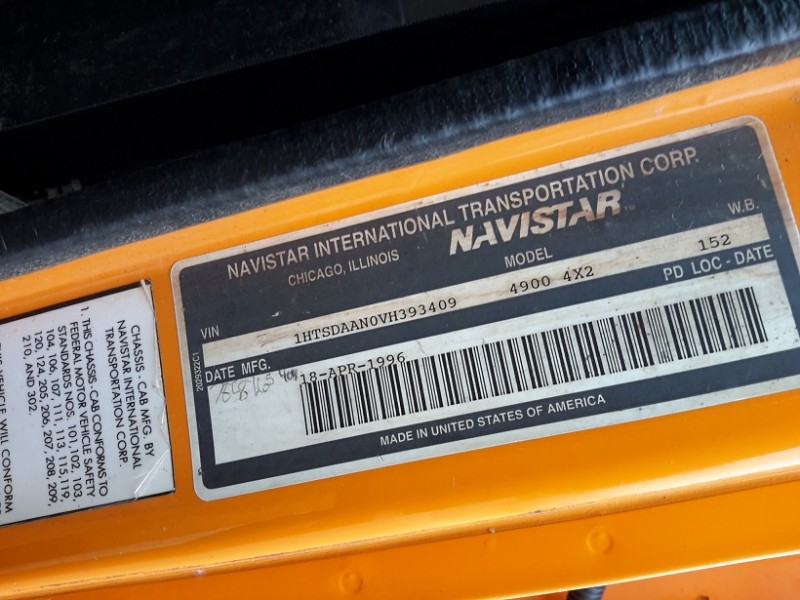 NAVISTAR INTERNATIONAL TRANSPORTATION CORP.
CHICAGO, ILLINOIS
NAVISTAR™
VIN
MODEL
W.B.
1HTSDAAN0VH393409
4900 4X2
152
DATE MFG.
PD LOC - DATE
18-APR-1996
MADE IN UNITED STATES OF AMERICA
CHASSIS - CAB MFG. BY
NAVISTAR INTERNATIONAL
TRANSPORTATION CORP.
1. THIS CHASSIS - CAB CONFORMS TO
FEDERAL MOTOR VEHICLE SAFETY
STANDARDS NOS. 101, 102, 103,
104, 106, 107, 111, 113, 115, 119,
120, 124, 205, 206, 207, 208, 209,
210, AND 302.
VEHICLE WILL CONFORM